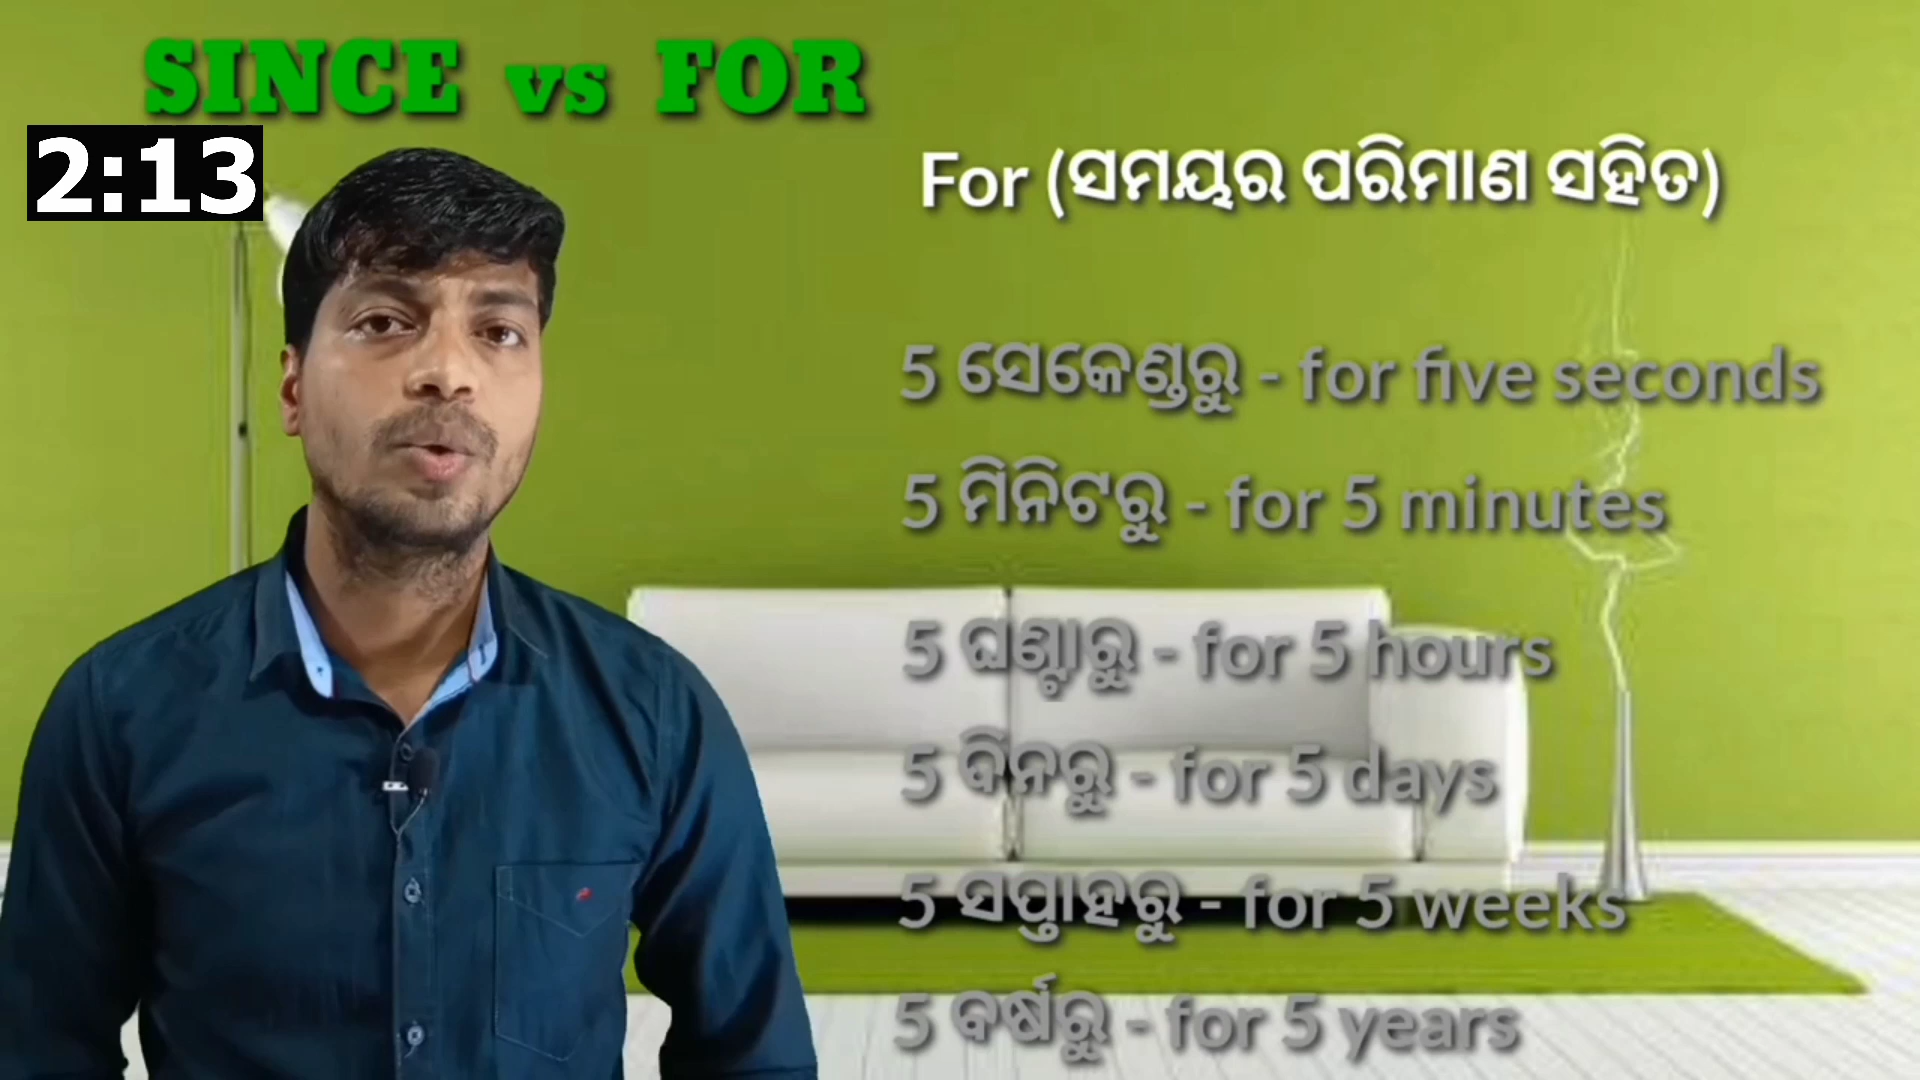 SINCE vs FOR
2:13
For (ସମୟର ପରିମାଣ ସହିତ)
5 ସେକେଣ୍ଡରୁ - for five seconds
5 ମିନିଟରୁ - for 5 minutes
5 ଘଣ୍ଟାରୁ - for 5 hours
5 ଦିନରୁ - for 5 days
5 ସପ୍ତାହରୁ - for 5 weeks
5 ବର୍ଷରୁ - for 5 years